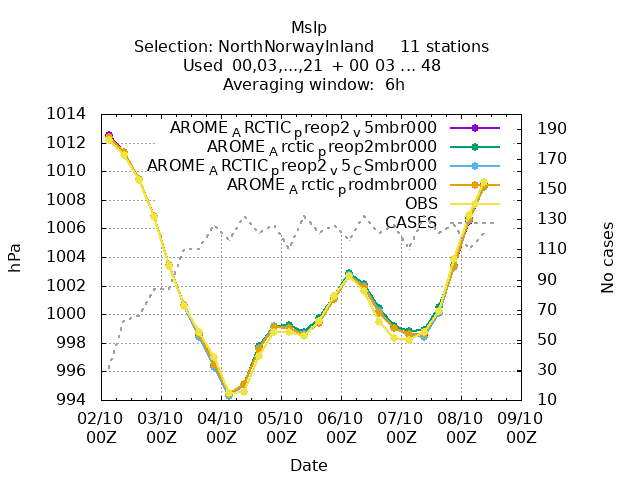 Mslp
Selection: NorthNorwayInland 11 stations
Used 00,03,...,21 + 00 03 ... 48
Averaging window: 6h
AROME_ARCTIC_preop2_v5mbr000
AROME_Arctic_preop2mbr000
AROME_ARCTIC_preop2_v5_CSmbr000
AROME_Arctic_prodmbr000
OBS
CASES
hPa
1014
1012
1010
1008
1006
1004
1002
1000
998
996
994
No cases
190
170
150
130
110
90
70
50
30
10
02/10 03/10 04/10 05/10 06/10 07/10 08/10 09/10
00Z 00Z 00Z 00Z 00Z 00Z 00Z 00Z
Date